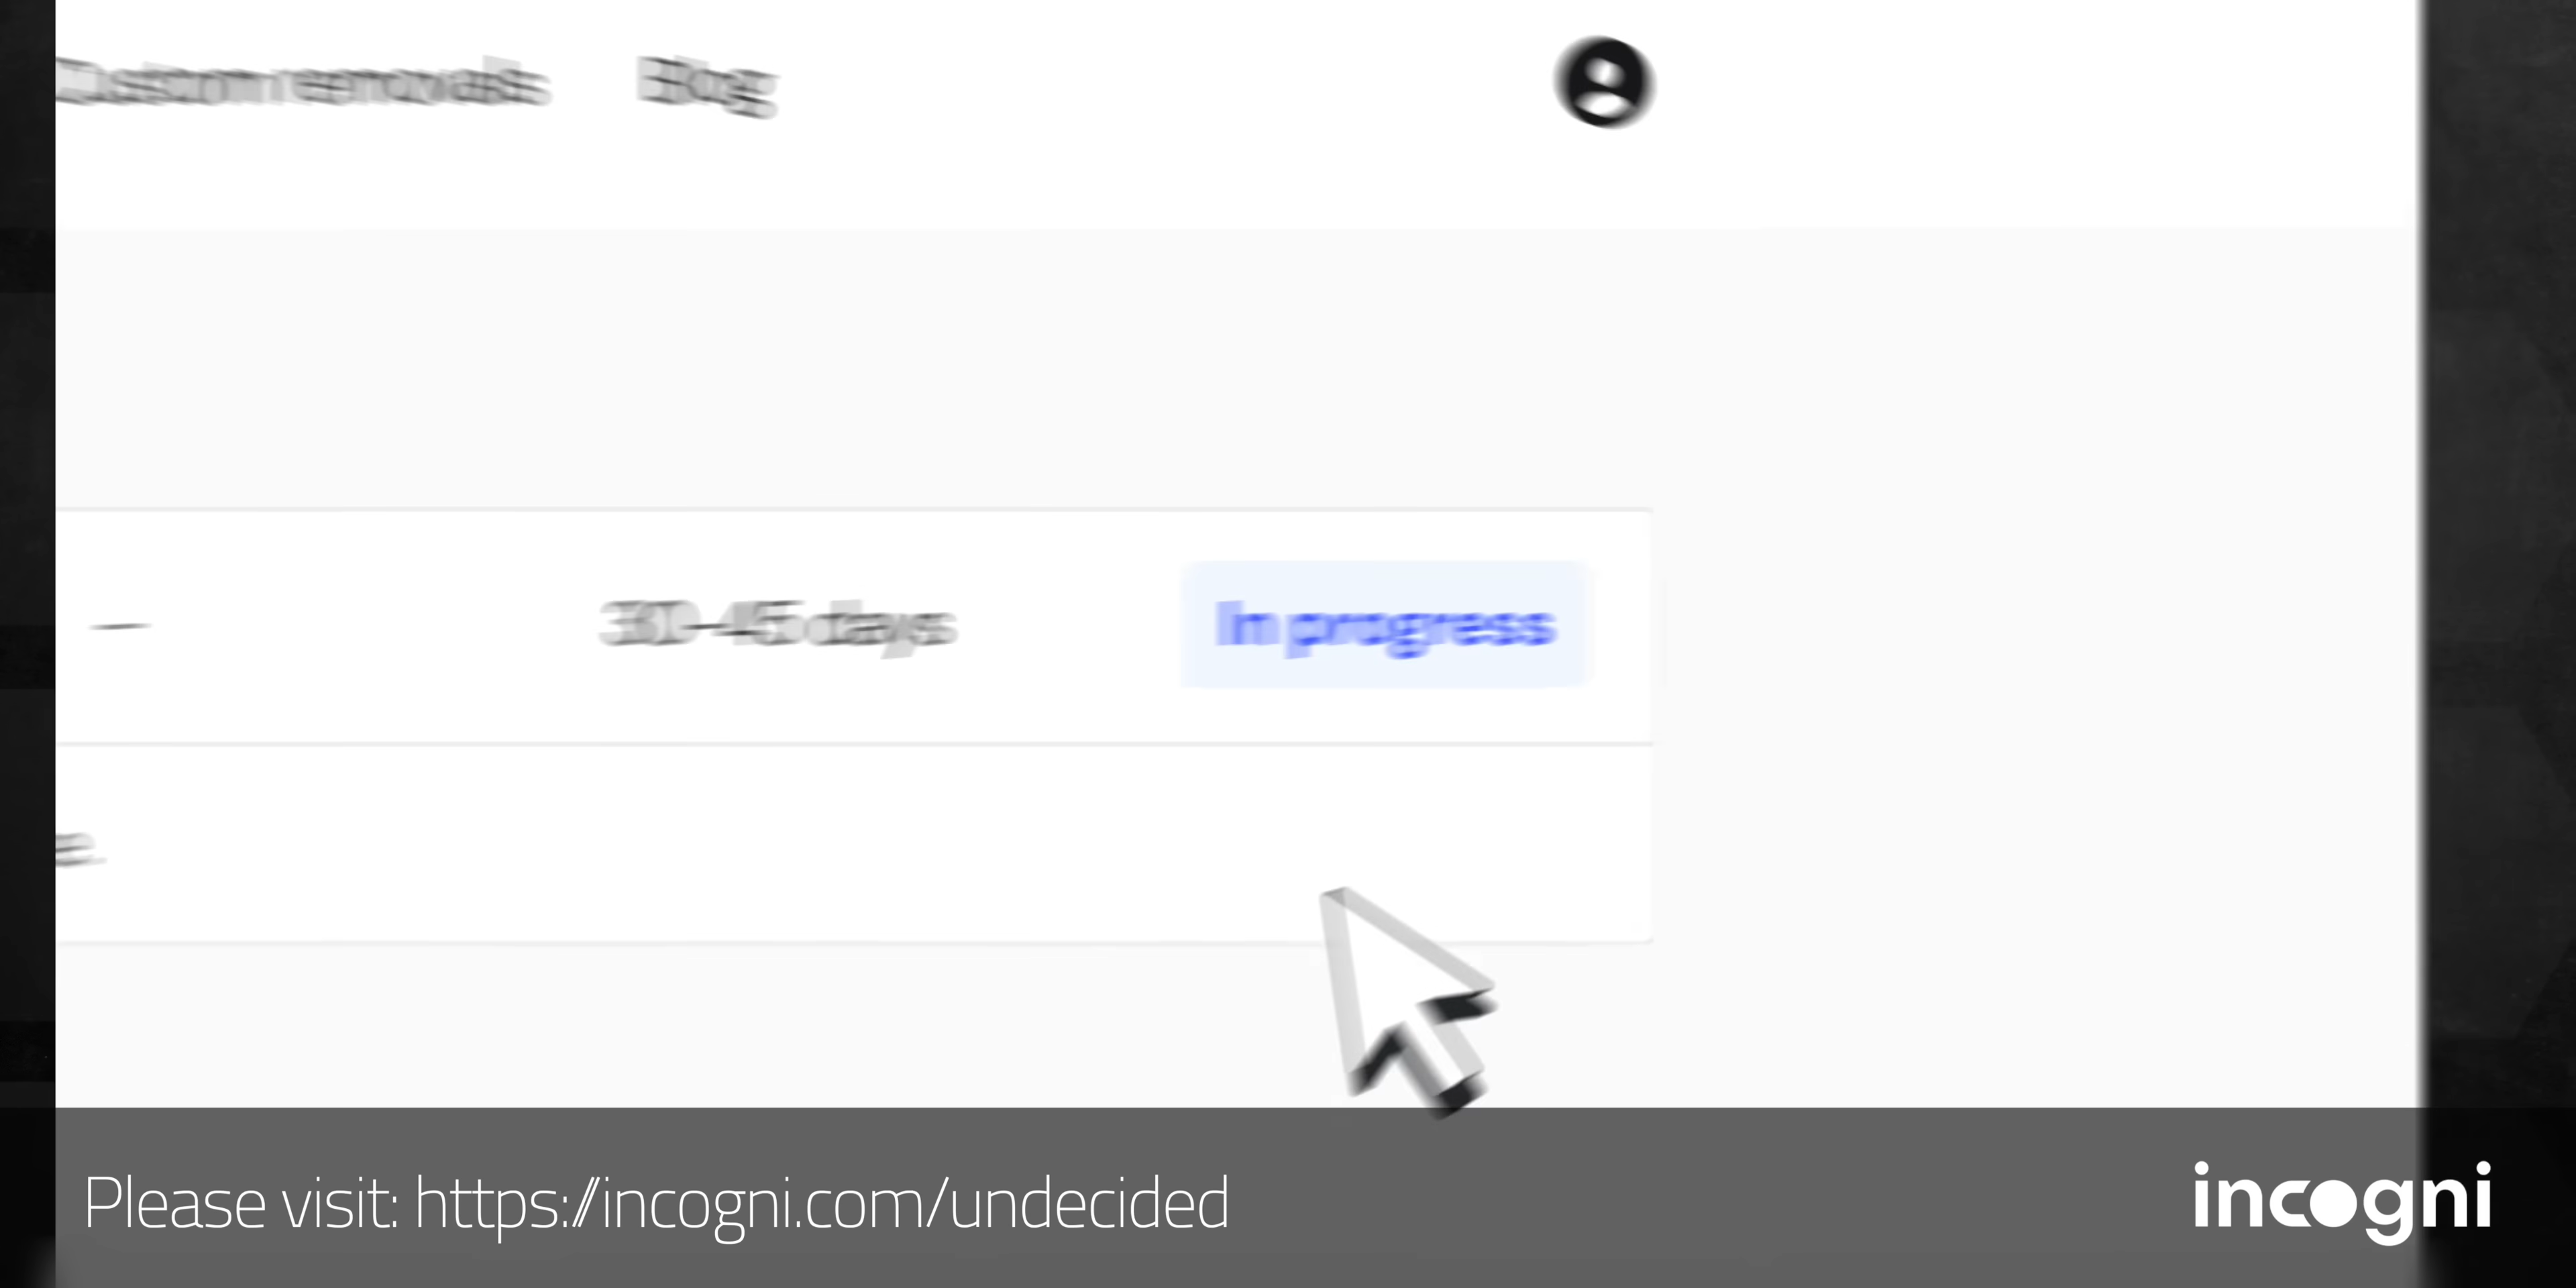 Custom removals Blog
– 30–45 days In progress
e.
Please visit: https://incogni.com/undecided
incogni